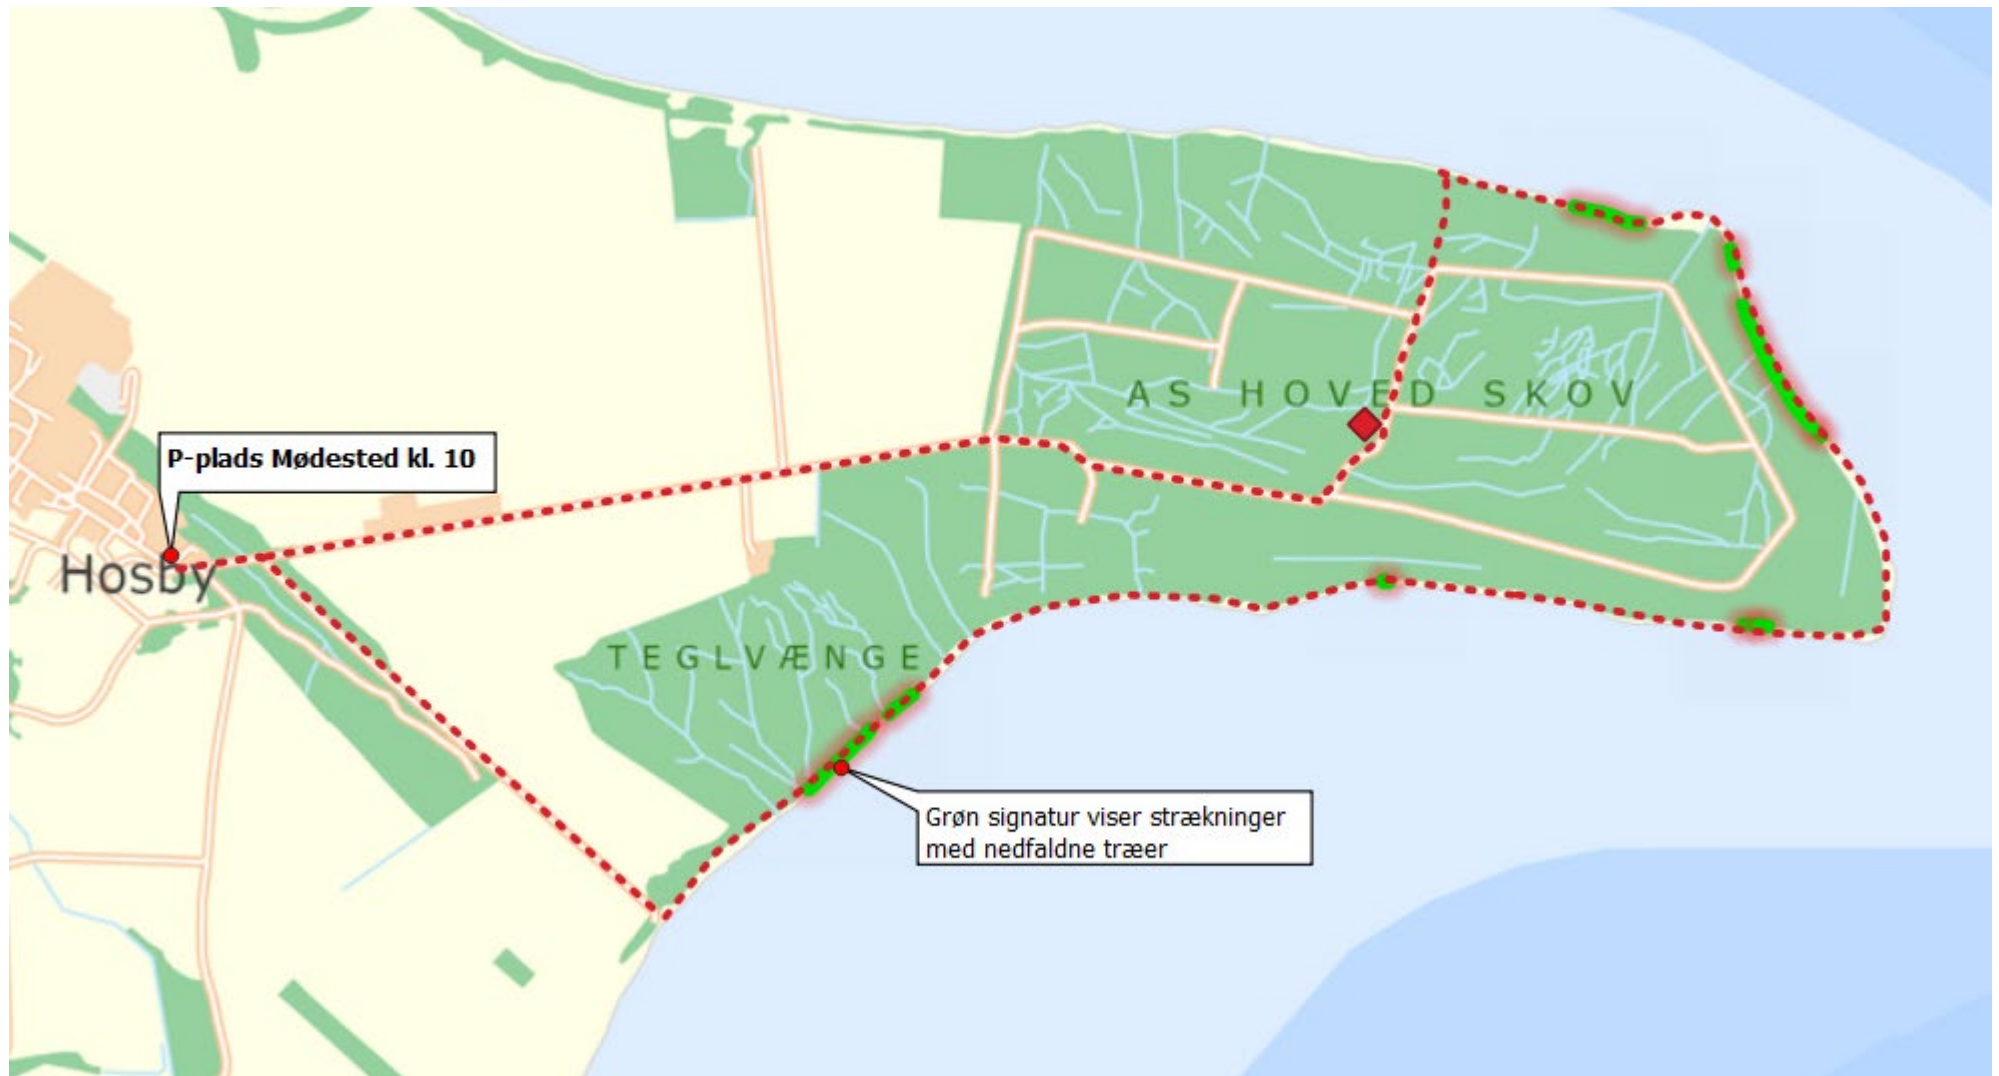 AS HOVED SKOV
P-plads Mødested kl. 10
Hosby
TEGLVÆNGE
Grøn signatur viser strækninger
med nedfaldne træer